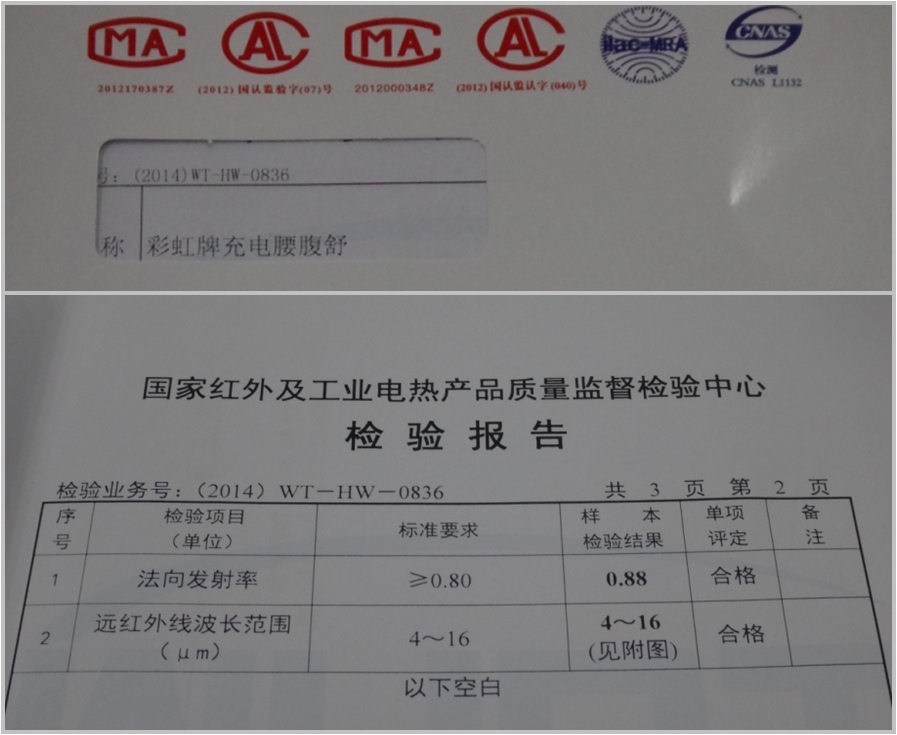 MA AL MA AL ilac-MRA CNAS
检测
2012170387Z (2012)国认监验字(07)号 2012000348Z (2012)国认监认字(040)号 CNAS L1132
号：(2014)WT-HW-0836
称 彩虹牌充电腰腹舒
国家红外及工业电热产品质量监督检验中心
检验报告
检验业务号：（2014）WT－HW－0836 共 3 页 第 2 页
序号 检验项目（单位） 标准要求 样本检验结果 单项评定 备注
1 法向发射率 ≥0.80 0.88 合格
2 远红外线波长范围（μm） 4～16 4～16（见附图） 合格
以下空白